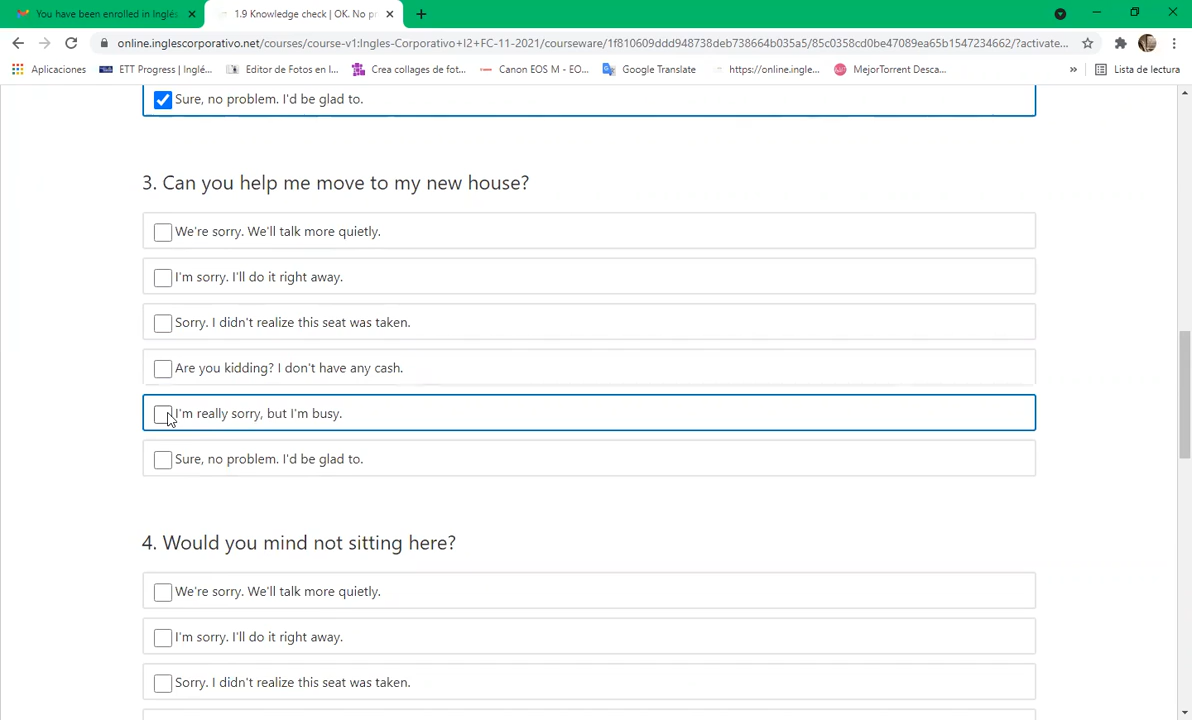 You have been enrolled in Inglés
1.9 Knowledge check | OK. No pr
online.inglescorporativo.net/courses/course-v1:Ingles-Corporativo+I2+FC-11-2021/courseware/1f810609ddd948738deb738664b035a5/85c0358cd0be47089ea65b1547234662/?activate...
Aplicaciones
ETT Progress | Inglé...
Editor de Fotos en l...
Crea collages de fot...
Canon EOS M - EO...
Google Translate
https://online.ingle...
MejorTorrent Desca...
»
Lista de lectura
Sure, no problem. I'd be glad to.
3. Can you help me move to my new house?
We're sorry. We'll talk more quietly.
I'm sorry. I'll do it right away.
Sorry. I didn't realize this seat was taken.
Are you kidding? I don't have any cash.
I'm really sorry, but I'm busy.
Sure, no problem. I'd be glad to.
4. Would you mind not sitting here?
We're sorry. We'll talk more quietly.
I'm sorry. I'll do it right away.
Sorry. I didn't realize this seat was taken.